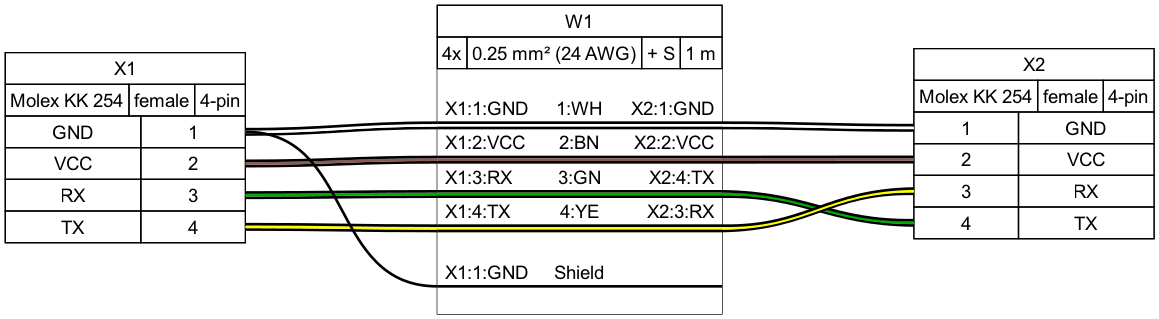 W1
4x 0.25 mm² (24 AWG) + S 1 m
X1
Molex KK 254 female 4-pin
GND 1
VCC 2
RX 3
TX 4
X1:1:GND 1:WH X2:1:GND
X1:2:VCC 2:BN X2:2:VCC
X1:3:RX 3:GN X2:4:TX
X1:4:TX 4:YE X2:3:RX
X1:1:GND Shield
X2
Molex KK 254 female 4-pin
1 GND
2 VCC
3 RX
4 TX